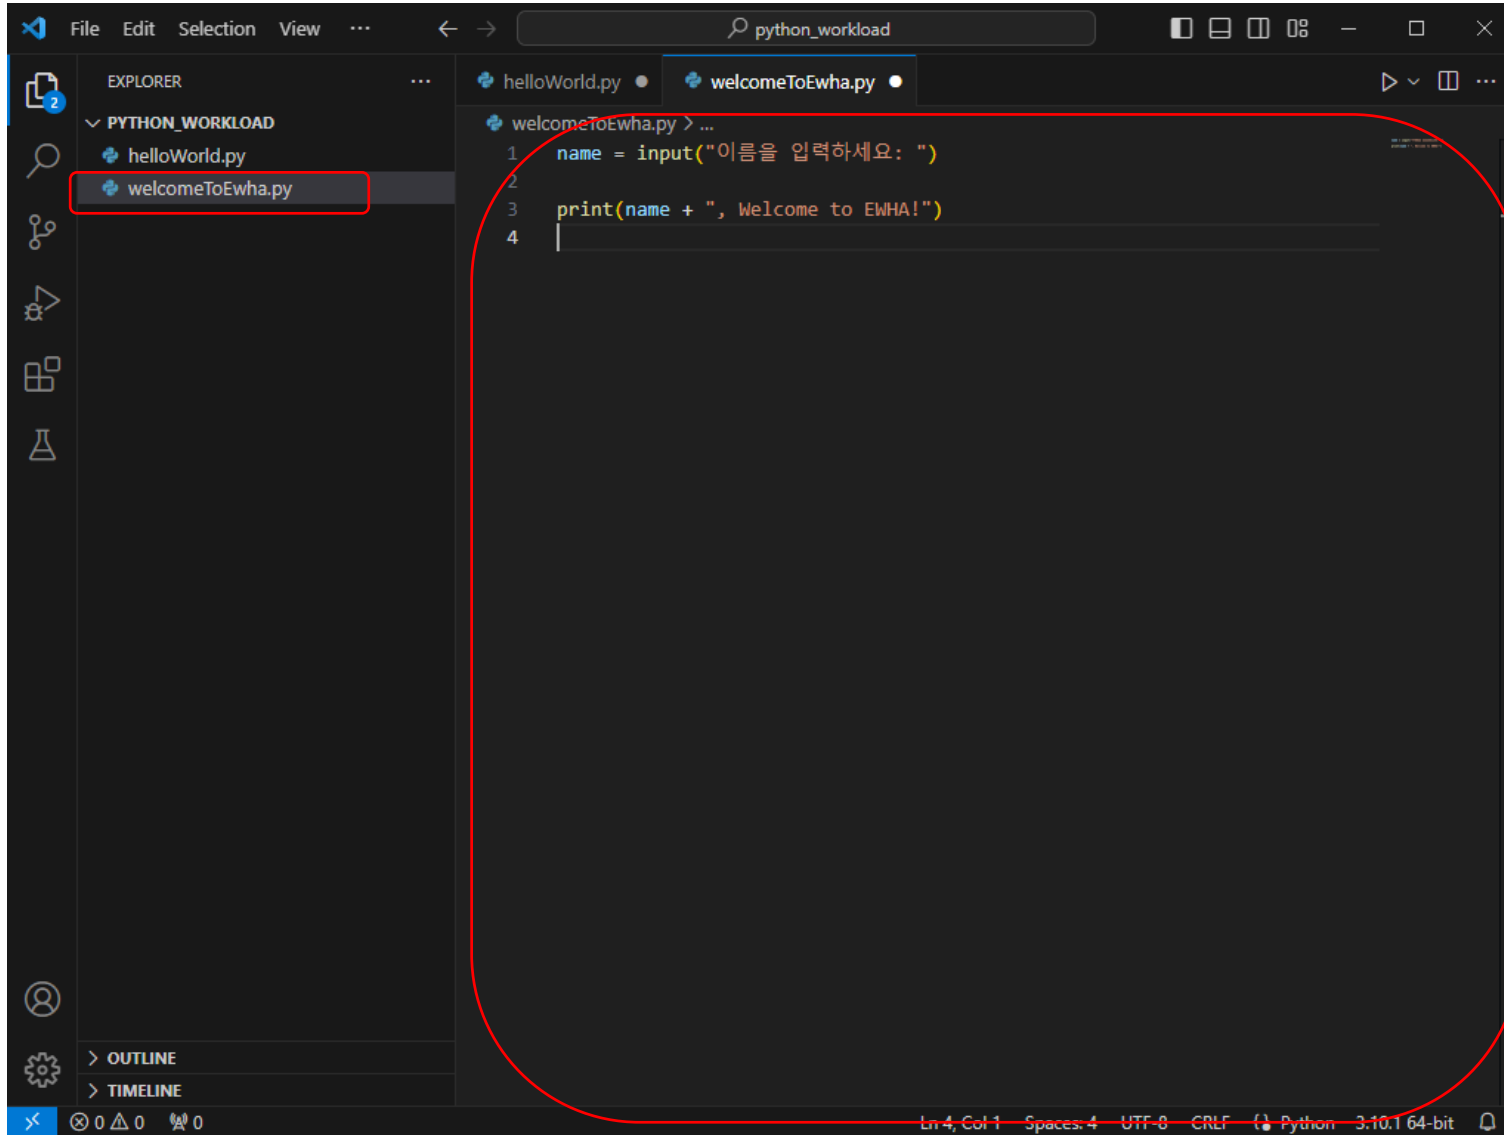 File Edit Selection View ··· python_workload
EXPLORER ···
helloWorld.py welcomeToEwha.py ···
2
PYTHON_WORKLOAD
helloWorld.py
welcomeToEwha.py
welcomeToEwha.py > ...
1 name = input("이름을 입력하세요: ")
2
3 print(name + ", Welcome to EWHA!")
4
OUTLINE
TIMELINE
0 0 0 Ln 4, Col 1 Spaces: 4 UTF-8 CRLF Python 3.10.1 64-bit